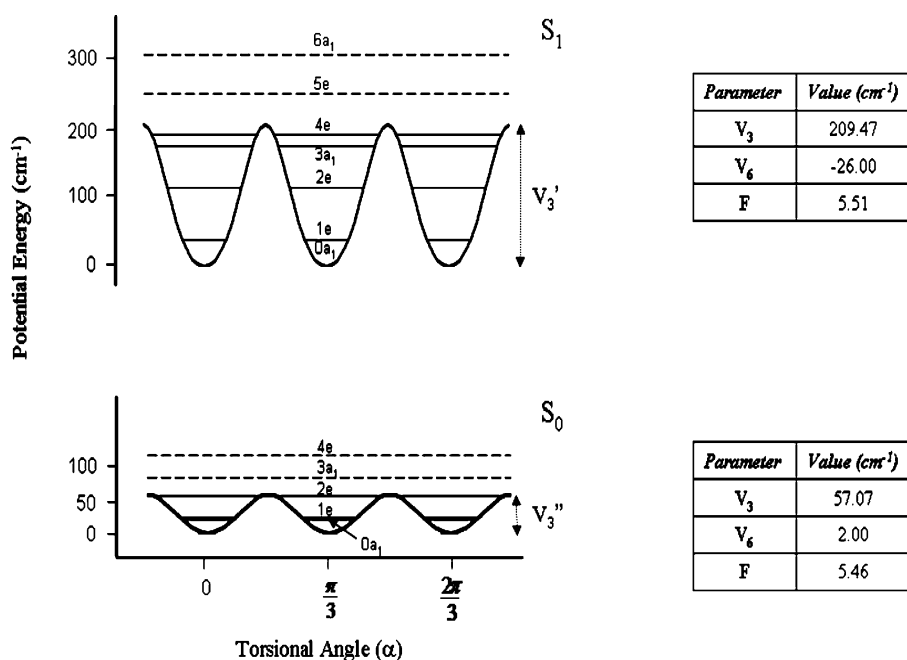 S₁
6a₁
300
5e
200
4e
3a₁
2e
100
1e
0a₁
0
V₃'
Potential Energy (cm⁻¹)
Parameter Value (cm⁻¹)
V₃ 209.47
V₆ -26.00
F 5.51
S₀
4e
100
3a₁
2e
50
1e
0
0a₁
V₃"
0 π/3 2π/3
Torsional Angle (α)
Parameter Value (cm⁻¹)
V₃ 57.07
V₆ 2.00
F 5.46